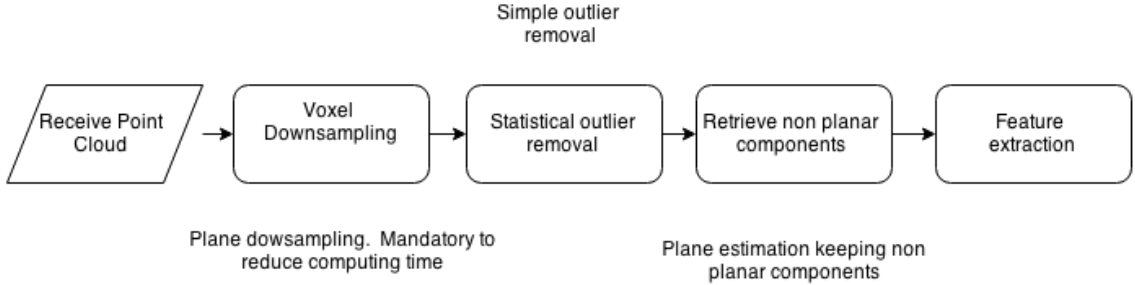 Simple outlier
removal
Receive Point
Cloud
Voxel
Downsampling
Statistical outlier
removal
Retrieve non planar
components
Feature
extraction
Plane dowsampling.  Mandatory to
reduce computing time
Plane estimation keeping non
planar components